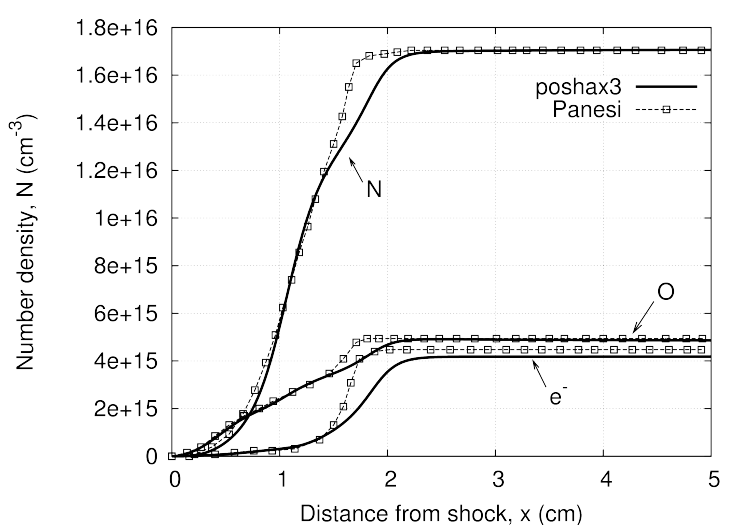 1.8e+16
1.6e+16
1.4e+16
1.2e+16
1e+16
8e+15
6e+15
4e+15
2e+15
0
Number density, N (cm⁻³)
poshax3
Panesi
N
O
e⁻
0 1 2 3 4 5
Distance from shock, x (cm)